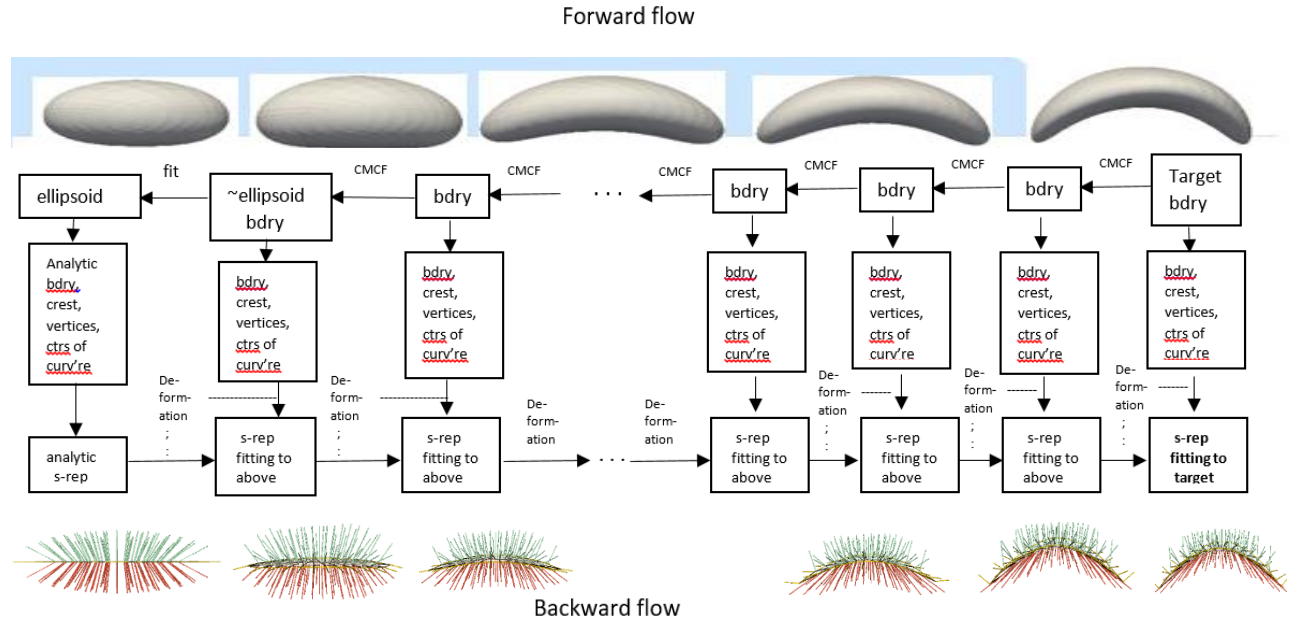 Forward flow
fit
CMCF
CMCF
CMCF
CMCF
CMCF
CMCF
ellipsoid
~ellipsoid
bdry
bdry
. . .
bdry
bdry
bdry
Target
bdry
Analytic
bdry,
crest,
vertices,
ctrs of
curv're
bdry,
crest,
vertices,
ctrs of
curv're
bdry,
crest,
vertices,
ctrs of
curv're
bdry,
crest,
vertices,
ctrs of
curv're
bdry,
crest,
vertices,
ctrs of
curv're
bdry,
crest,
vertices,
ctrs of
curv're
bdry,
crest,
vertices,
ctrs of
curv're
De-
form-
ation
De-
form-
ation
De-
form-
ation
De-
form-
ation
De-
form-
ation
De-
form-
ation
De-
form-
ation
analytic
s-rep
s-rep
fitting to
above
s-rep
fitting to
above
. . .
s-rep
fitting to
above
s-rep
fitting to
above
s-rep
fitting to
above
s-rep
fitting to
target
Backward flow